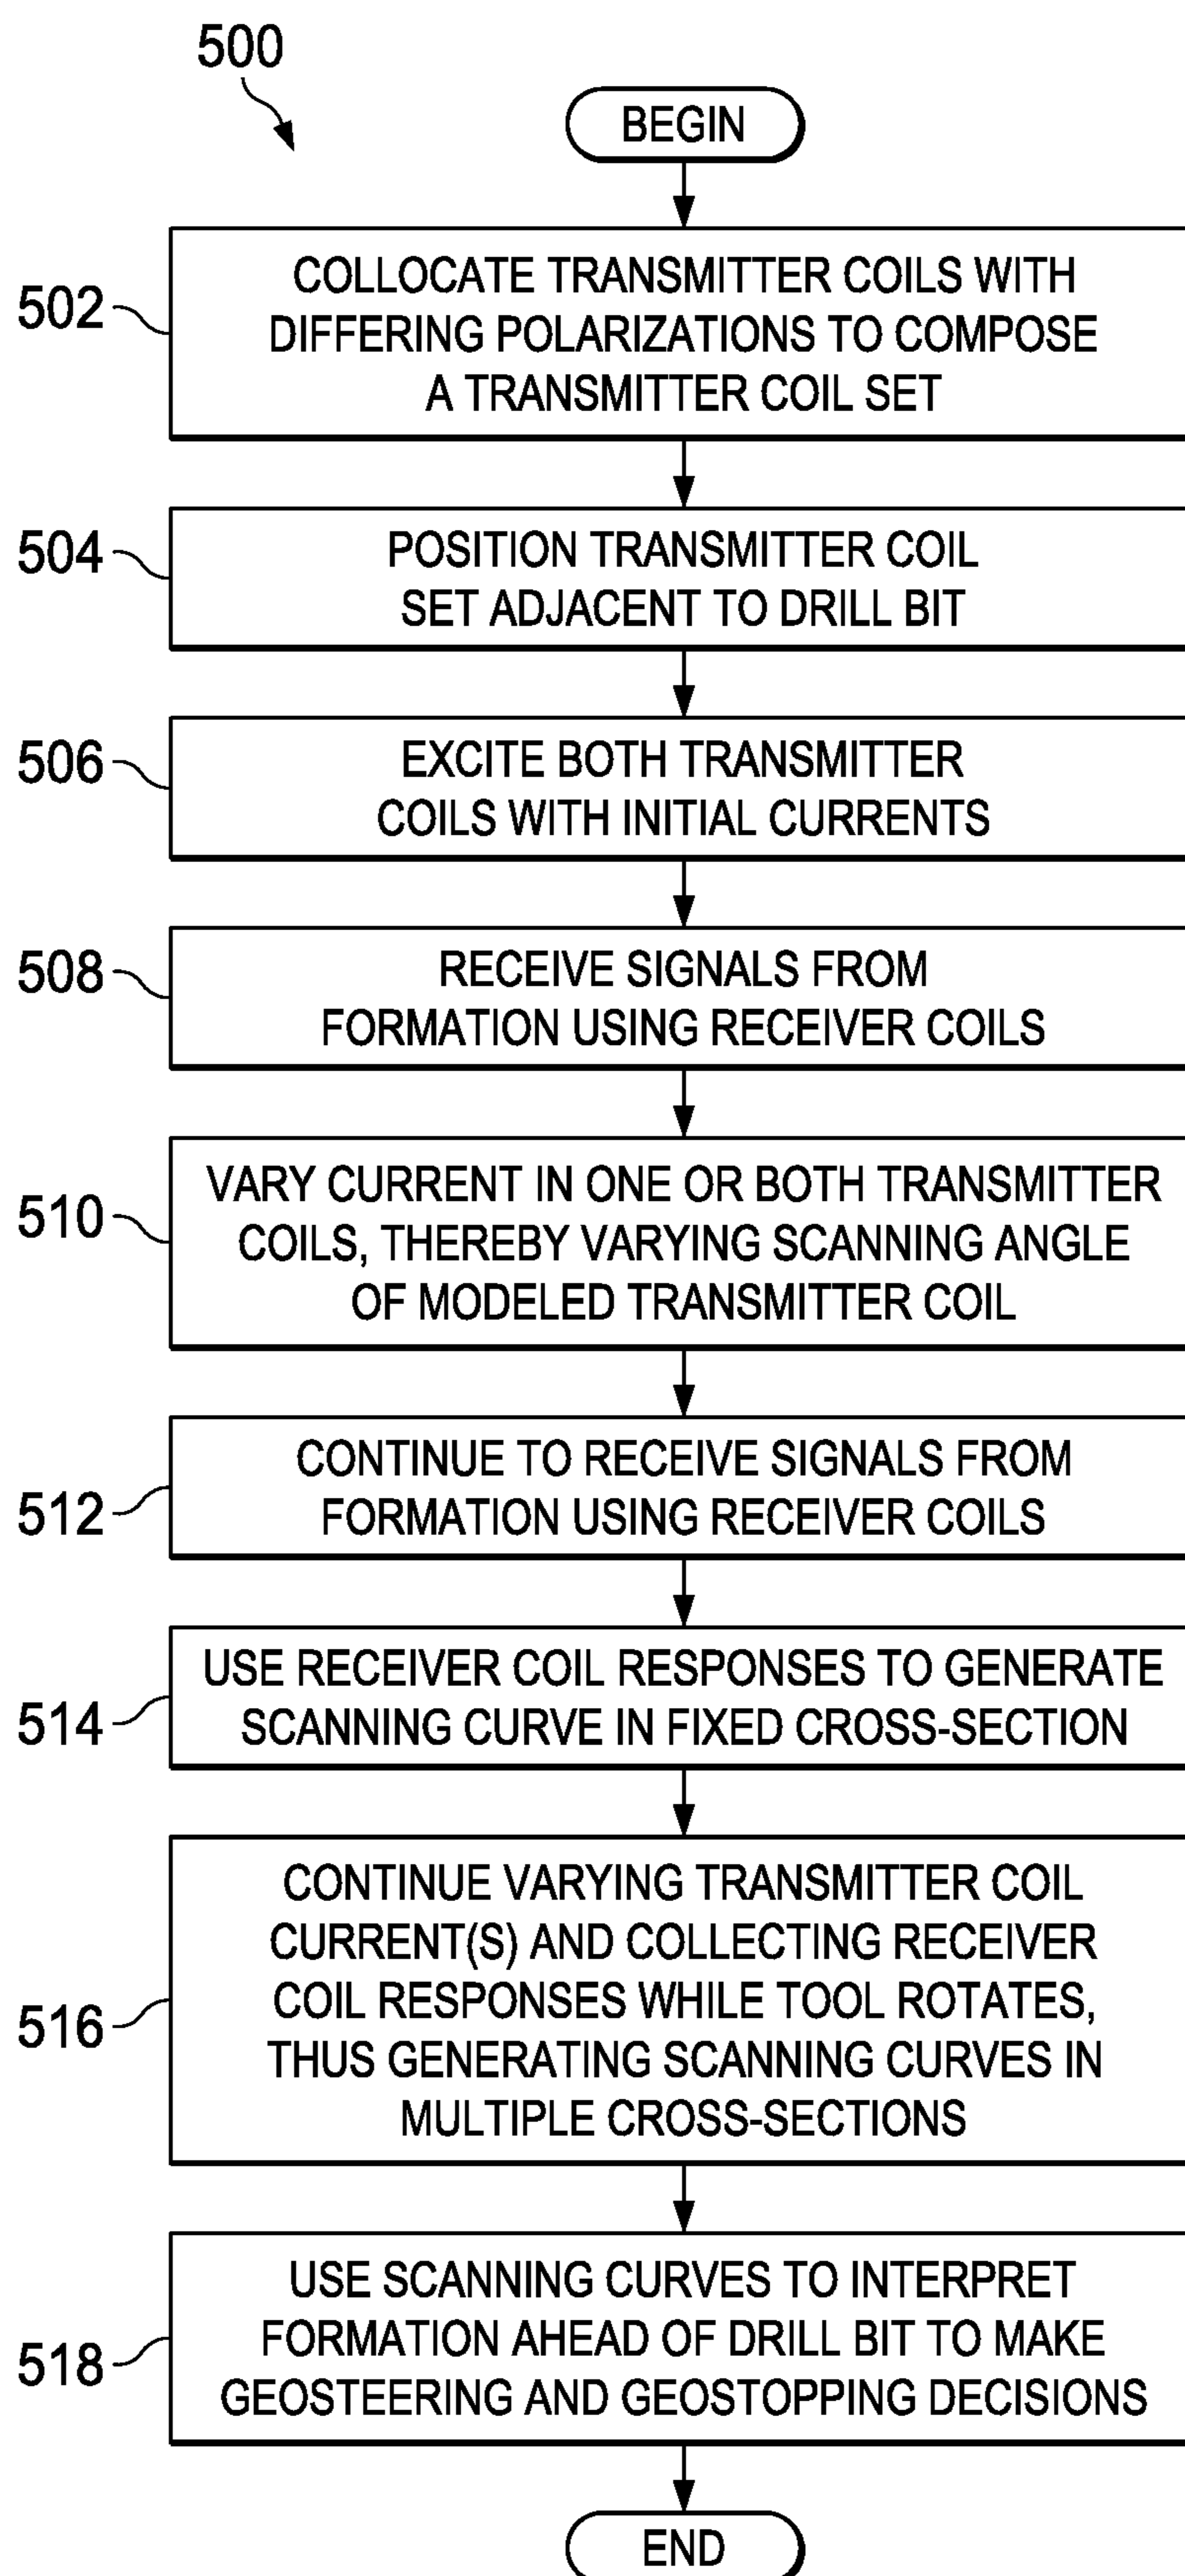 500
BEGIN
502
COLLOCATE TRANSMITTER COILS WITH
DIFFERING POLARIZATIONS TO COMPOSE
A TRANSMITTER COIL SET
504
POSITION TRANSMITTER COIL
SET ADJACENT TO DRILL BIT
506
EXCITE BOTH TRANSMITTER
COILS WITH INITIAL CURRENTS
508
RECEIVE SIGNALS FROM
FORMATION USING RECEIVER COILS
510
VARY CURRENT IN ONE OR BOTH TRANSMITTER
COILS, THEREBY VARYING SCANNING ANGLE
OF MODELED TRANSMITTER COIL
512
CONTINUE TO RECEIVE SIGNALS FROM
FORMATION USING RECEIVER COILS
514
USE RECEIVER COIL RESPONSES TO GENERATE
SCANNING CURVE IN FIXED CROSS-SECTION
516
CONTINUE VARYING TRANSMITTER COIL
CURRENT(S) AND COLLECTING RECEIVER
COIL RESPONSES WHILE TOOL ROTATES,
THUS GENERATING SCANNING CURVES IN
MULTIPLE CROSS-SECTIONS
518
USE SCANNING CURVES TO INTERPRET
FORMATION AHEAD OF DRILL BIT TO MAKE
GEOSTEERING AND GEOSTOPPING DECISIONS
END